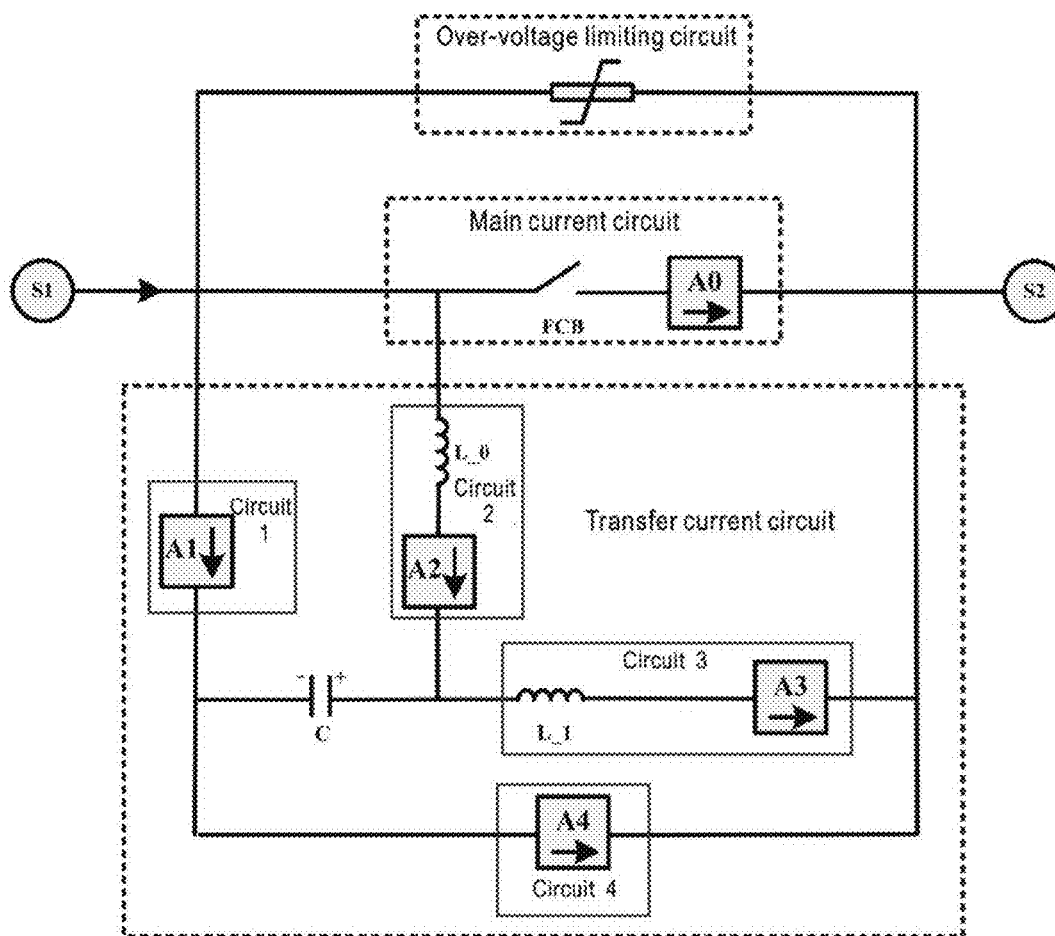 Over-voltage limiting circuit
Main current circuit
S1
A0
S2
FCB
L_0
Circuit
2
Circuit
1
Transfer current circuit
A1
A2
Circuit 3
A3
- +
C
L_1
A4
Circuit 4